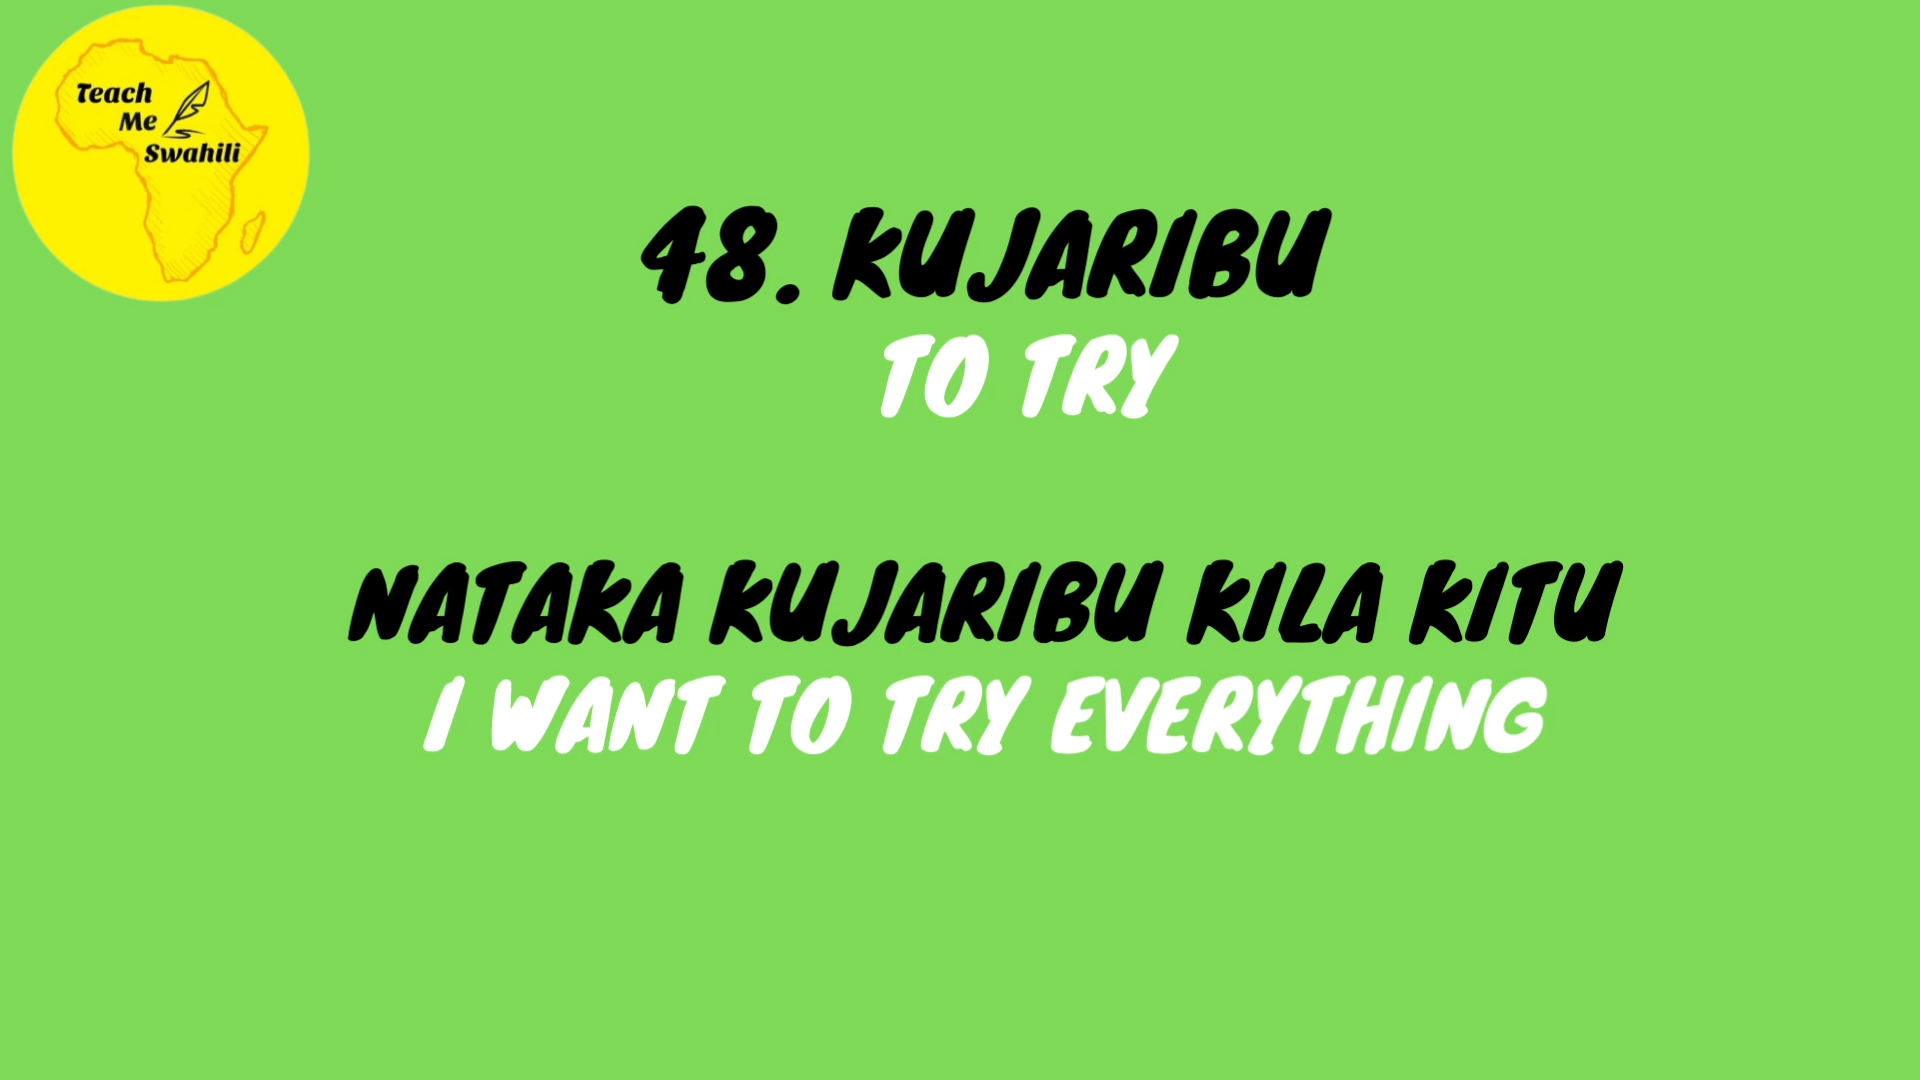 Teach
Me
Swahili
48. KUJARIBU
TO TRY
NATAKA KUJARIBU KILA KITU
I WANT TO TRY EVERYTHING